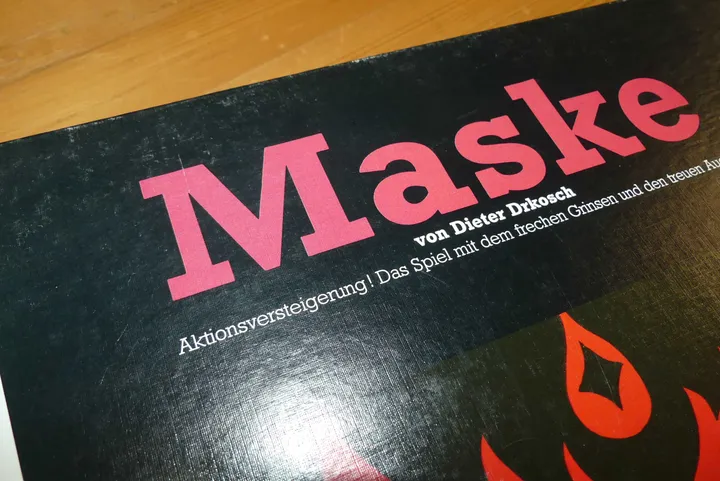 Maske
von Dieter Drkosch
Aktionsversteigerung! Das Spiel mit dem frechen Grinsen und den treuen